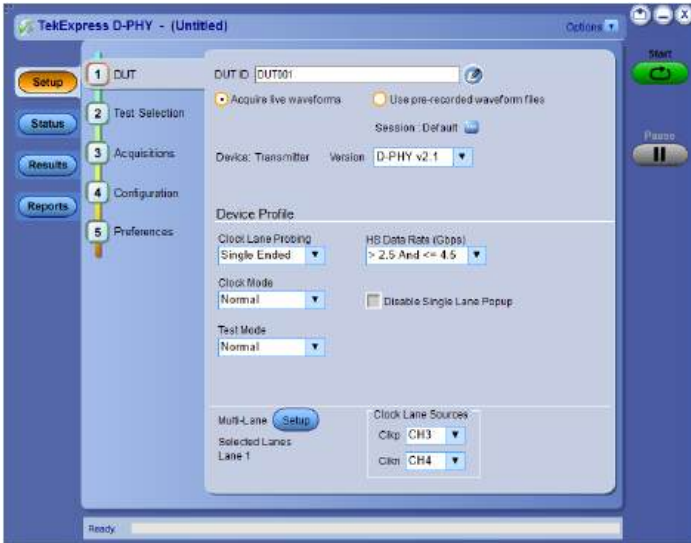 TekExpress D-PHY - (Untitled)
Options
Start
Pause
Setup
Status
Results
Reports
1 DUT
2 Test Selection
3 Acquisitions
4 Configuration
5 Preferences
DUT ID DUT001
Acquire live waveforms
Use pre-recorded waveform files
Session : Default
Device: Transmitter Version D-PHY v2.1
Device Profile
Clock Lane Probing HS Data Rate (Gbps)
Single Ended > 2.5 And <= 4.5
Clock Mode
Normal
Disable Single Lane Popup
Test Mode
Normal
Multi-Lane Setup
Selected Lanes
Lane 1
Clock Lane Sources
Clkp CH3
Clkn CH4
Ready